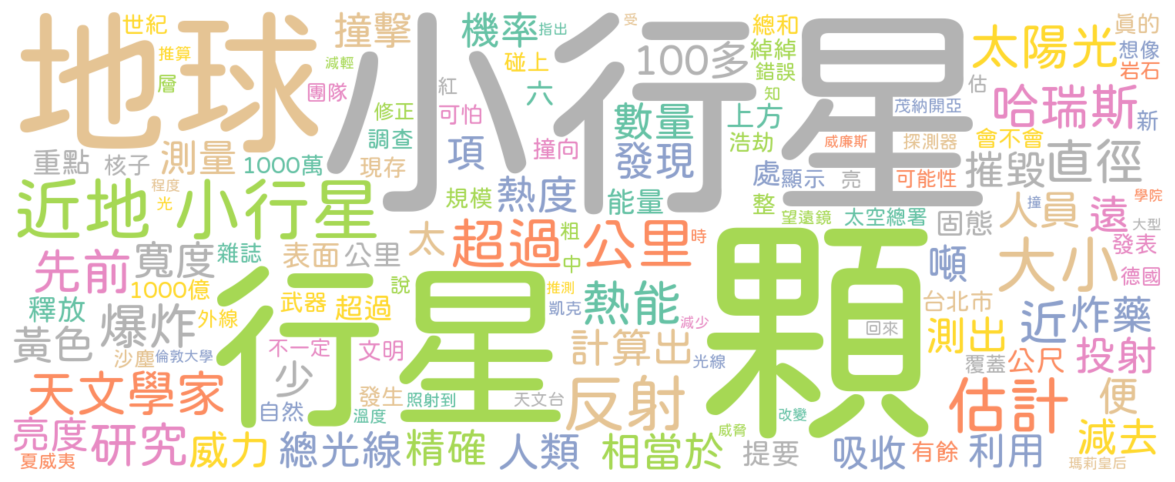 地球
小行星
世紀
推算
層
減輕
撞擊
團隊
機率
指出
受
碰上
100多
總和
綽綽
錯誤
知
太陽光
真的
想像
岩石
估
哈瑞斯
新
紅
六
可怕
修正
調查
數量
上方
浩劫
茂納開亞
威廉斯
探測器
會不會
重點
核子
測量
1000萬
現存
項
撞向
發現
處
顯示
亮
可能性
摧毀
直徑
近地
小行星
程度
光
規模
熱度
能量
整
望遠鏡
太空總署
固態
人員
撞
遠
學院
大型
先前
寬度
雜誌
表面
公里
太
超過
粗
中
公里
時
發表
噸
大小
德國
釋放
1000億
外線
武器
超過
說
推測
凱克
熱能
減少
顆
回來
台北市
近
炸藥
黃色
爆炸
沙塵
倫敦大學
行星
不一定
文明
計算出
光線
測出
覆蓋
公尺
投射
天文學家
少
自然
發生
溫度
照射到
天文台
反射
改變
威脅
估計
便
亮度
研究
夏威夷
威力
總光線
精確
人類
相當於
提要
吸收
有餘
利用
減去
瑪莉皇后